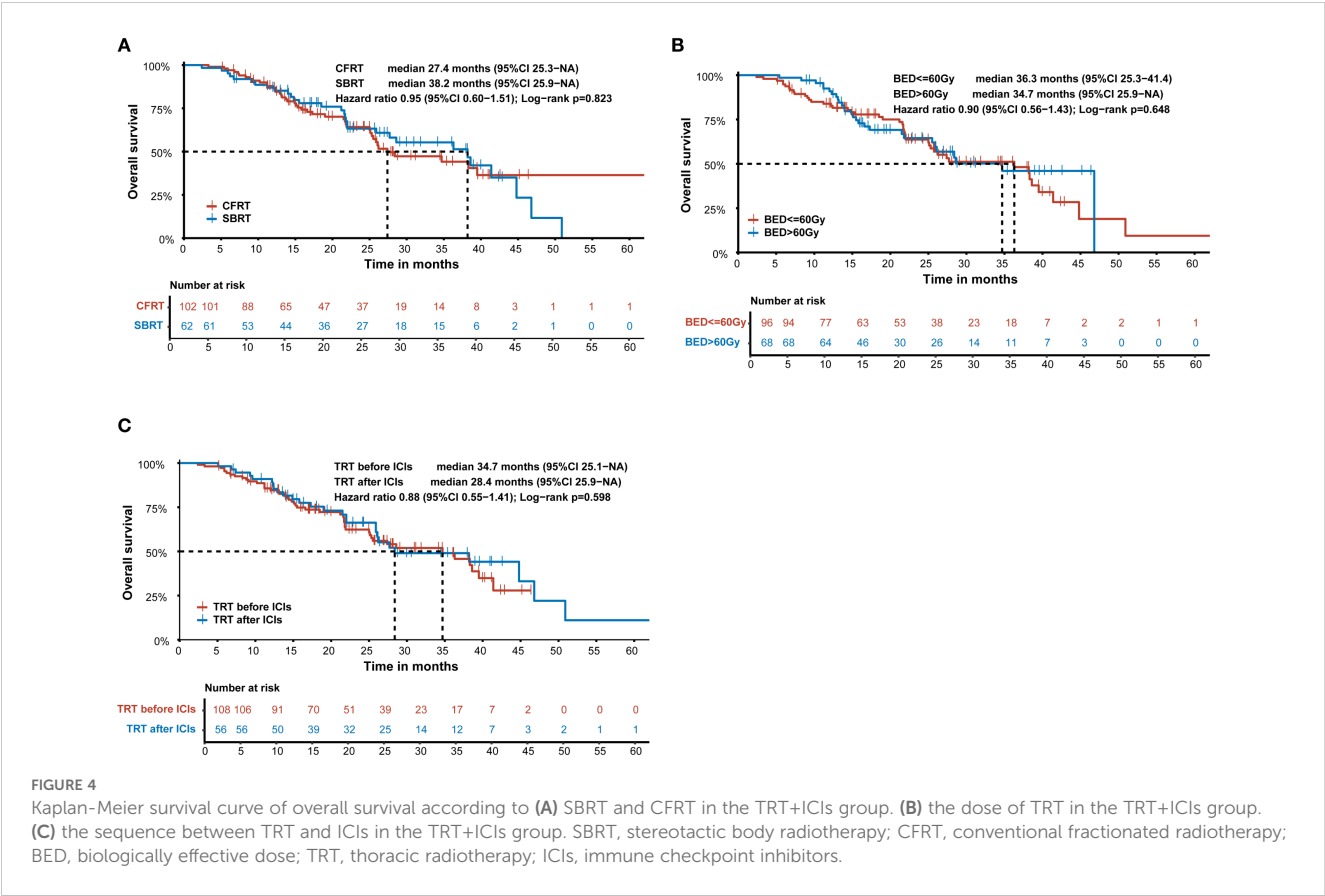 A
CFRT median 27.4 months (95%CI 25.3−NA)
SBRT median 38.2 months (95%CI 25.9−NA)
Hazard ratio 0.95 (95%CI 0.60−1.51); Log−rank p=0.823
100%
75%
50%
25%
0%
Overall survival
CFRT
SBRT
0 5 10 15 20 25 30 35 40 45 50 55 60
Time in months
Number at risk
CFRT 102 101 88 65 47 37 19 14 8 3 1 1 1
SBRT 62 61 53 44 36 27 18 15 6 2 1 0 0
0 5 10 15 20 25 30 35 40 45 50 55 60
B
BED<=60Gy median 36.3 months (95%CI 25.3−41.4)
BED>60Gy median 34.7 months (95%CI 25.9−NA)
Hazard ratio 0.90 (95%CI 0.56−1.43); Log−rank p=0.648
100%
75%
50%
25%
0%
Overall survival
BED<=60Gy
BED>60Gy
0 5 10 15 20 25 30 35 40 45 50 55 60
Time in months
Number at risk
BED<=60Gy 96 94 77 63 53 38 23 18 7 2 2 1 1
BED>60Gy 68 68 64 46 30 26 14 11 7 3 0 0 0
0 5 10 15 20 25 30 35 40 45 50 55 60
C
TRT before ICIs median 34.7 months (95%CI 25.1−NA)
TRT after ICIs median 28.4 months (95%CI 25.9−NA)
Hazard ratio 0.88 (95%CI 0.55−1.41); Log−rank p=0.598
100%
75%
50%
25%
0%
Overall survival
TRT before ICIs
TRT after ICIs
0 5 10 15 20 25 30 35 40 45 50 55 60
Time in months
Number at risk
TRT before ICIs 108 106 91 70 51 39 23 17 7 2 0 0 0
TRT after ICIs 56 56 50 39 32 25 14 12 7 3 2 1 1
0 5 10 15 20 25 30 35 40 45 50 55 60
FIGURE 4
Kaplan-Meier survival curve of overall survival according to (A) SBRT and CFRT in the TRT+ICIs group. (B) the dose of TRT in the TRT+ICIs group.
(C) the sequence between TRT and ICIs in the TRT+ICIs group. SBRT, stereotactic body radiotherapy; CFRT, conventional fractionated radiotherapy;
BED, biologically effective dose; TRT, thoracic radiotherapy; ICIs, immune checkpoint inhibitors.